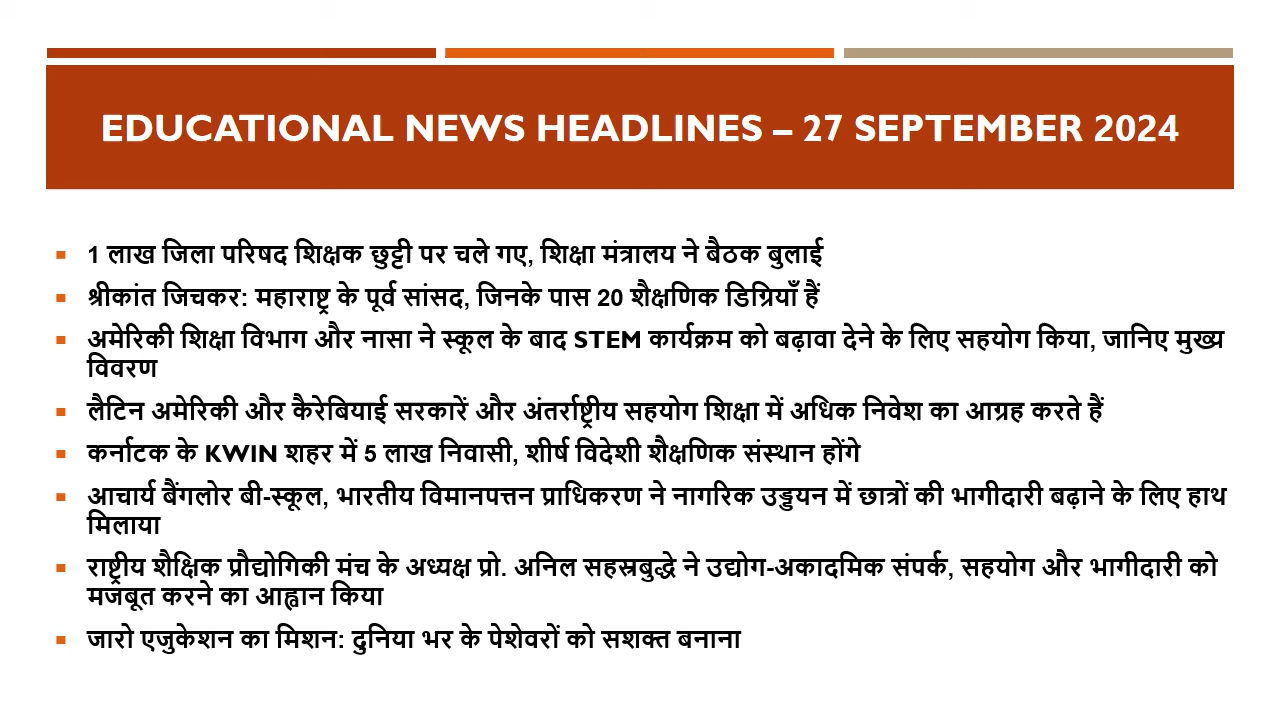 EDUCATIONAL NEWS HEADLINES – 27 SEPTEMBER 2024
1 लाख जिला परिषद शिक्षक छुट्टी पर चले गए, शिक्षा मंत्रालय ने बैठक बुलाई
श्रीकांत जिचकर: महाराष्ट्र के पूर्व सांसद, जिनके पास 20 शैक्षणिक डिग्रियाँ हैं
अमेरिकी शिक्षा विभाग और नासा ने स्कूल के बाद STEM कार्यक्रम को बढ़ावा देने के लिए सहयोग किया, जानिए मुख्य
विवरण
लैटिन अमेरिकी और कैरेबियाई सरकारें और अंतर्राष्ट्रीय सहयोग शिक्षा में अधिक निवेश का आग्रह करते हैं
कर्नाटक के KWIN शहर में 5 लाख निवासी, शीर्ष विदेशी शैक्षणिक संस्थान होंगे
आचार्य बैंगलोर बी-स्कूल, भारतीय विमानपत्तन प्राधिकरण ने नागरिक उड्डयन में छात्रों की भागीदारी बढ़ाने के लिए हाथ
मिलाया
राष्ट्रीय शैक्षिक प्रौद्योगिकी मंच के अध्यक्ष प्रो. अनिल सहस्रबुद्धे ने उद्योग-अकादमिक संपर्क, सहयोग और भागीदारी को
मजबूत करने का आह्वान किया
जारो एजुकेशन का मिशन: दुनिया भर के पेशेवरों को सशक्त बनाना